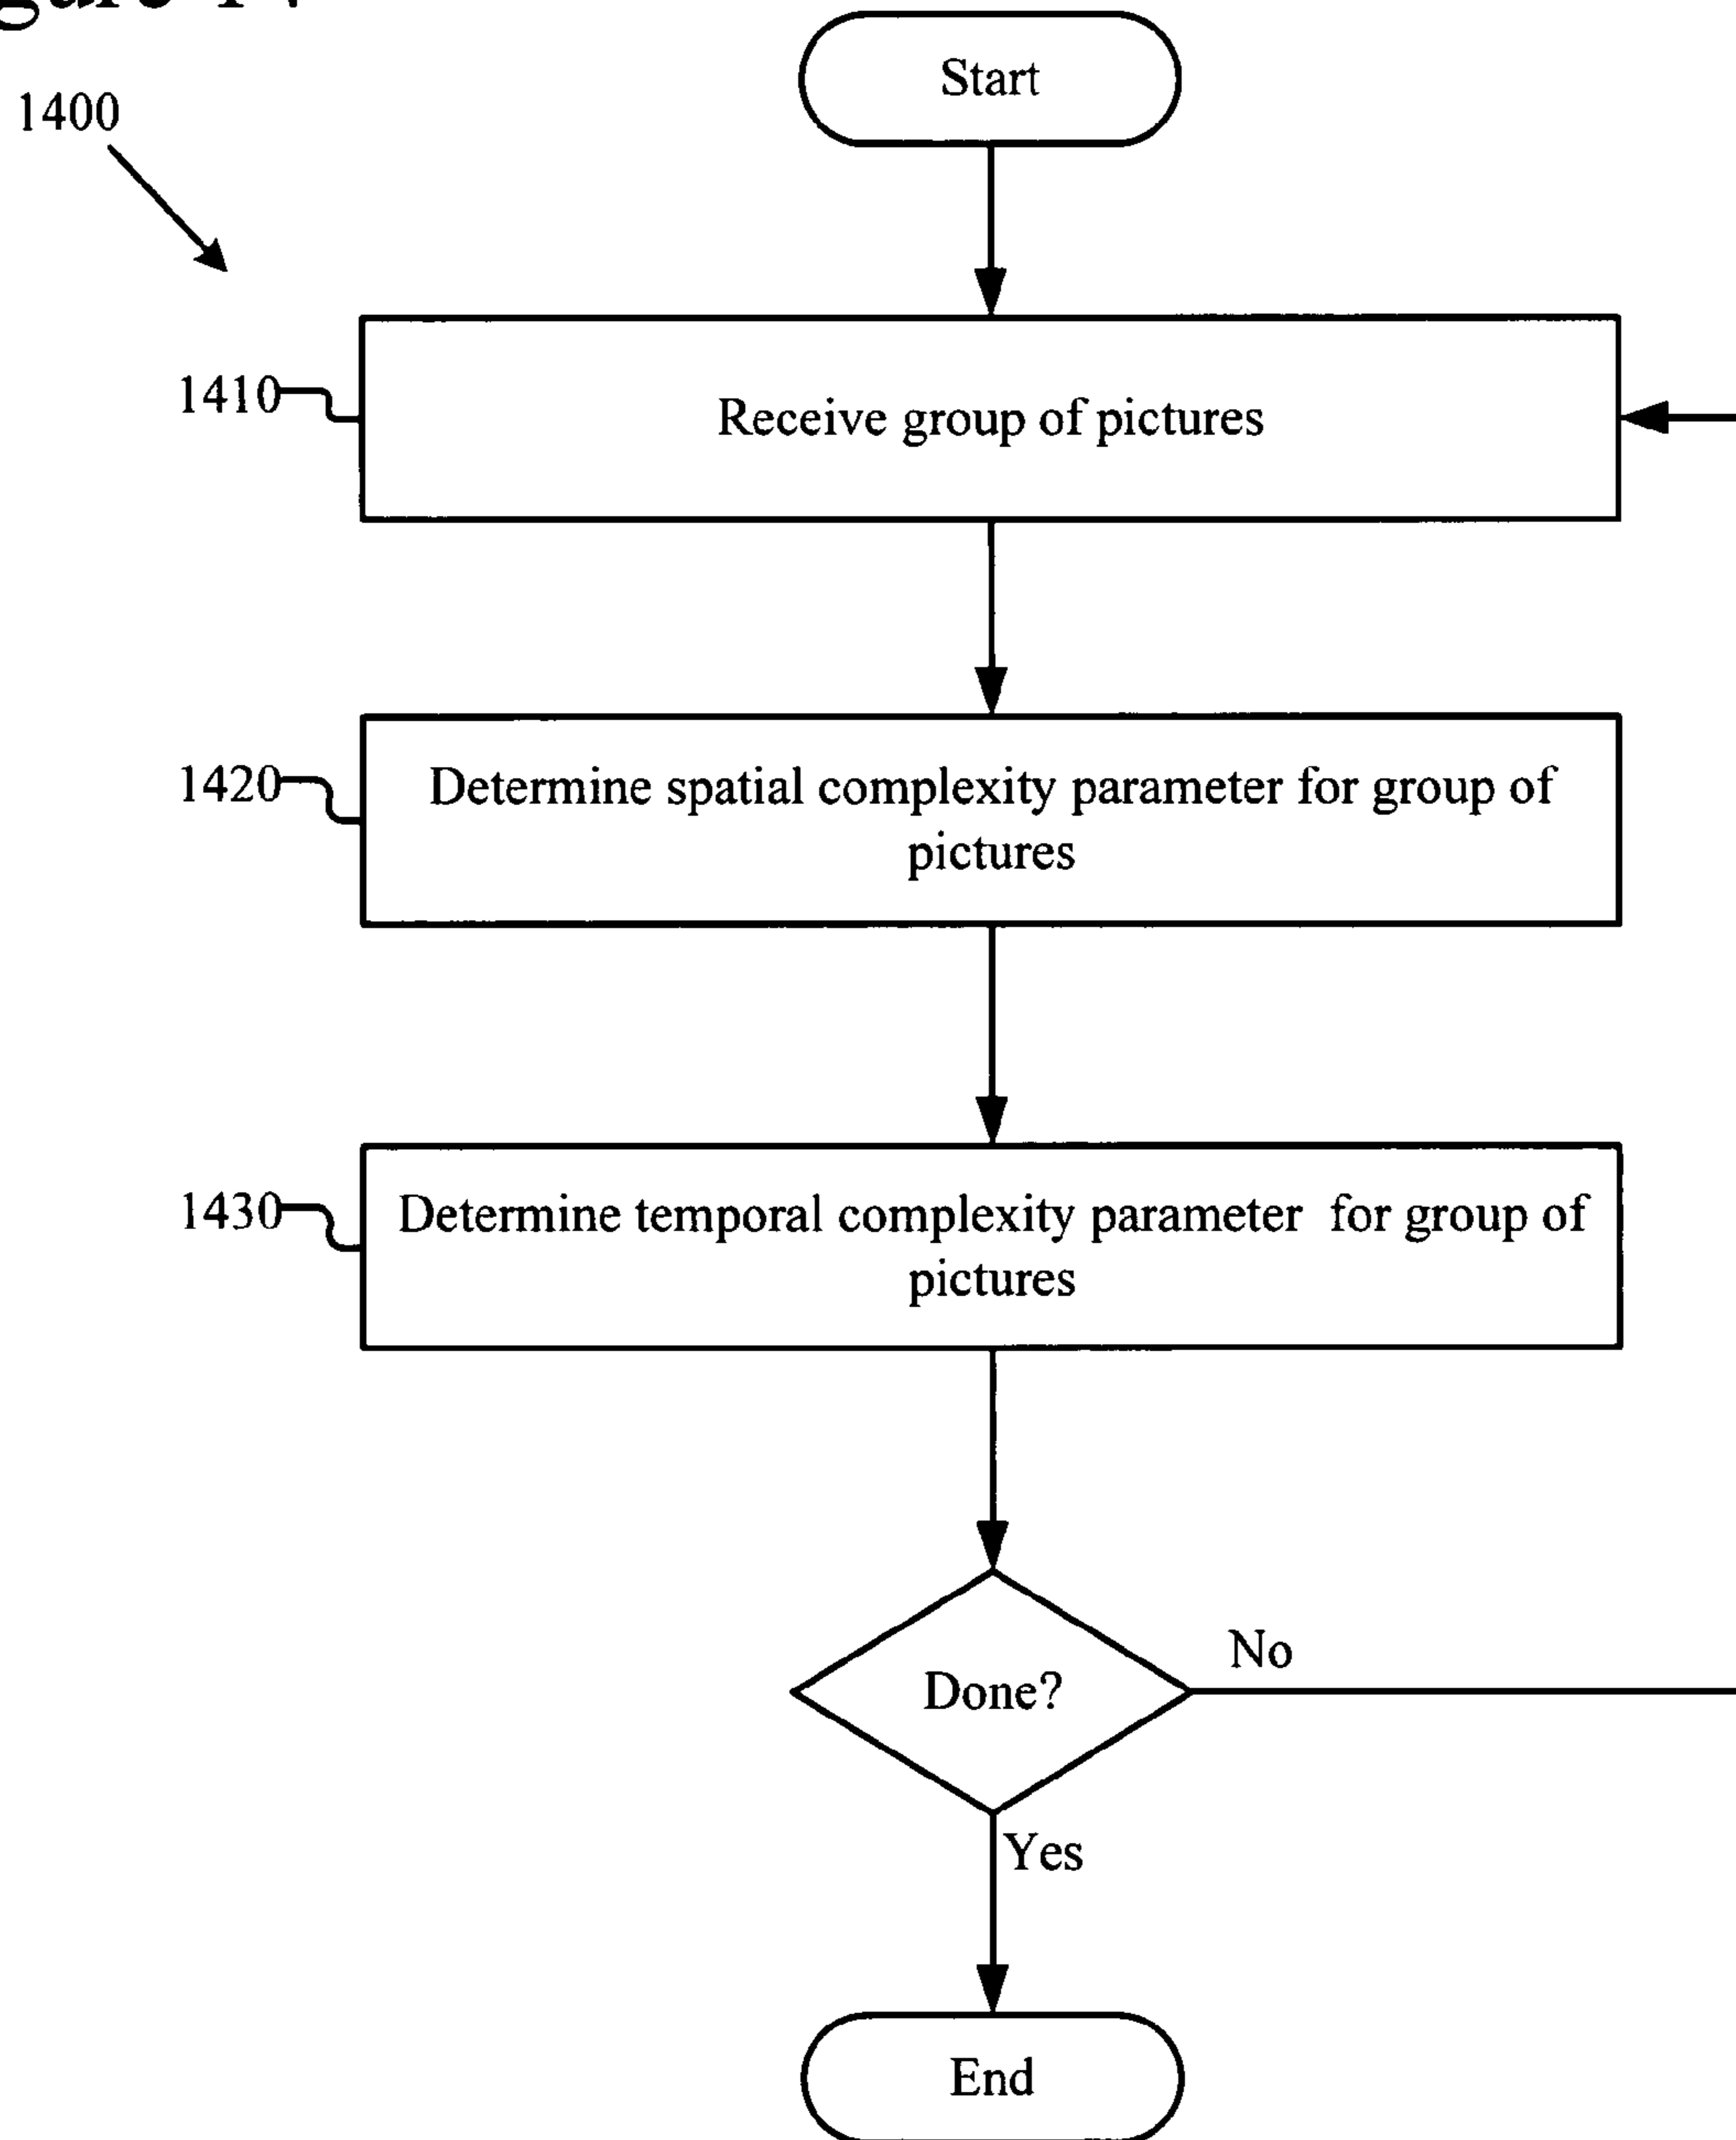 1400
Start
1410
Receive group of pictures
1420
Determine spatial complexity parameter for group of
pictures
1430
Determine temporal complexity parameter for group of
pictures
Done?
No
Yes
End